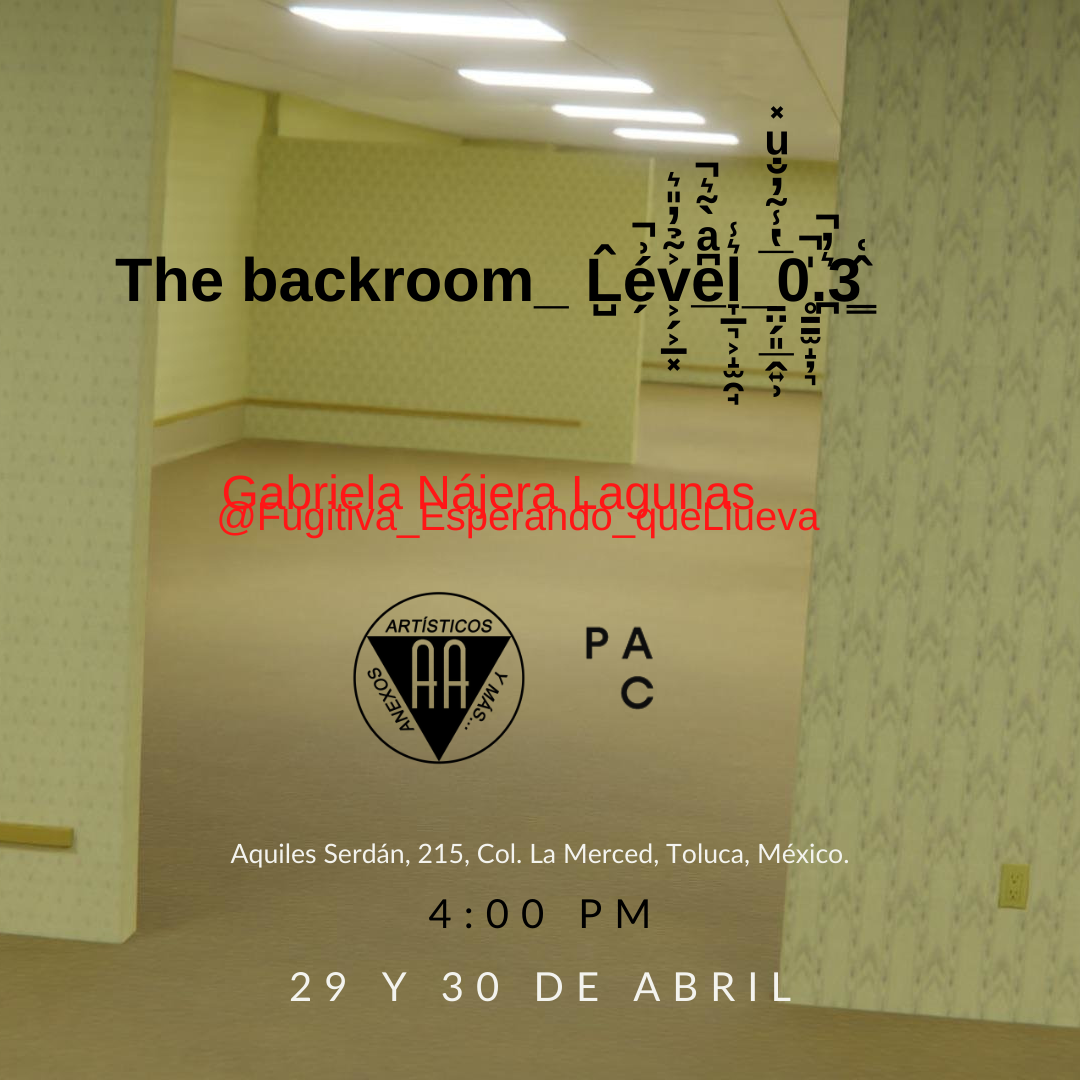 The backroom_ Level_0.3
Gabriela Nájera Lagunas
@Fugitiva_Esperando_queLlueva
ARTÍSTICOS
AA
ANEXOS
Y MÁS...
P A
C
Aquiles Serdán, 215, Col. La Merced, Toluca, México.
4:00 PM
29 Y 30 DE ABRIL